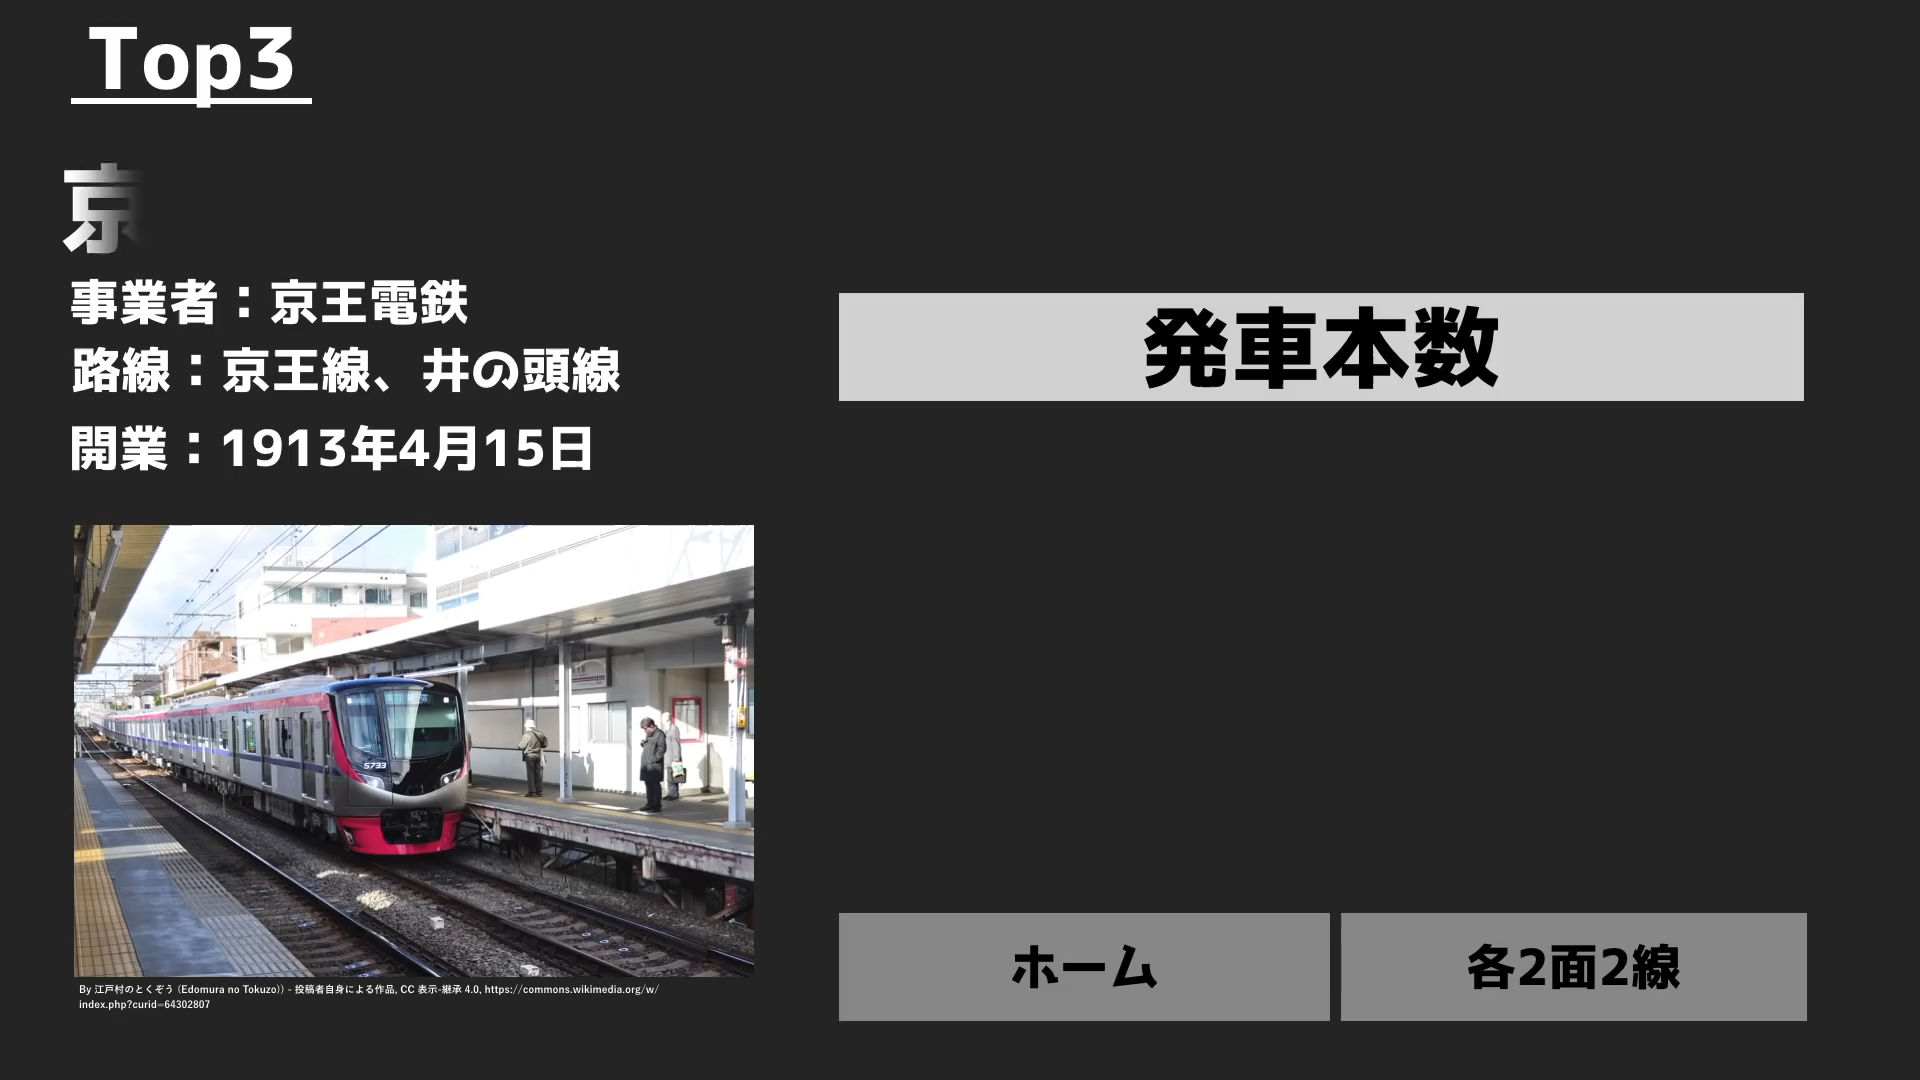 Top3
京
事業者：京王電鉄
路線：京王線、井の頭線
開業：1913年4月15日
発車本数
5733
By 江戸村のとくぞう (Edomura no Tokuzo)) - 投稿者自身による作品, CC 表示-継承 4.0, https://commons.wikimedia.org/w/
index.php?curid=64302807
ホーム
各2面2線